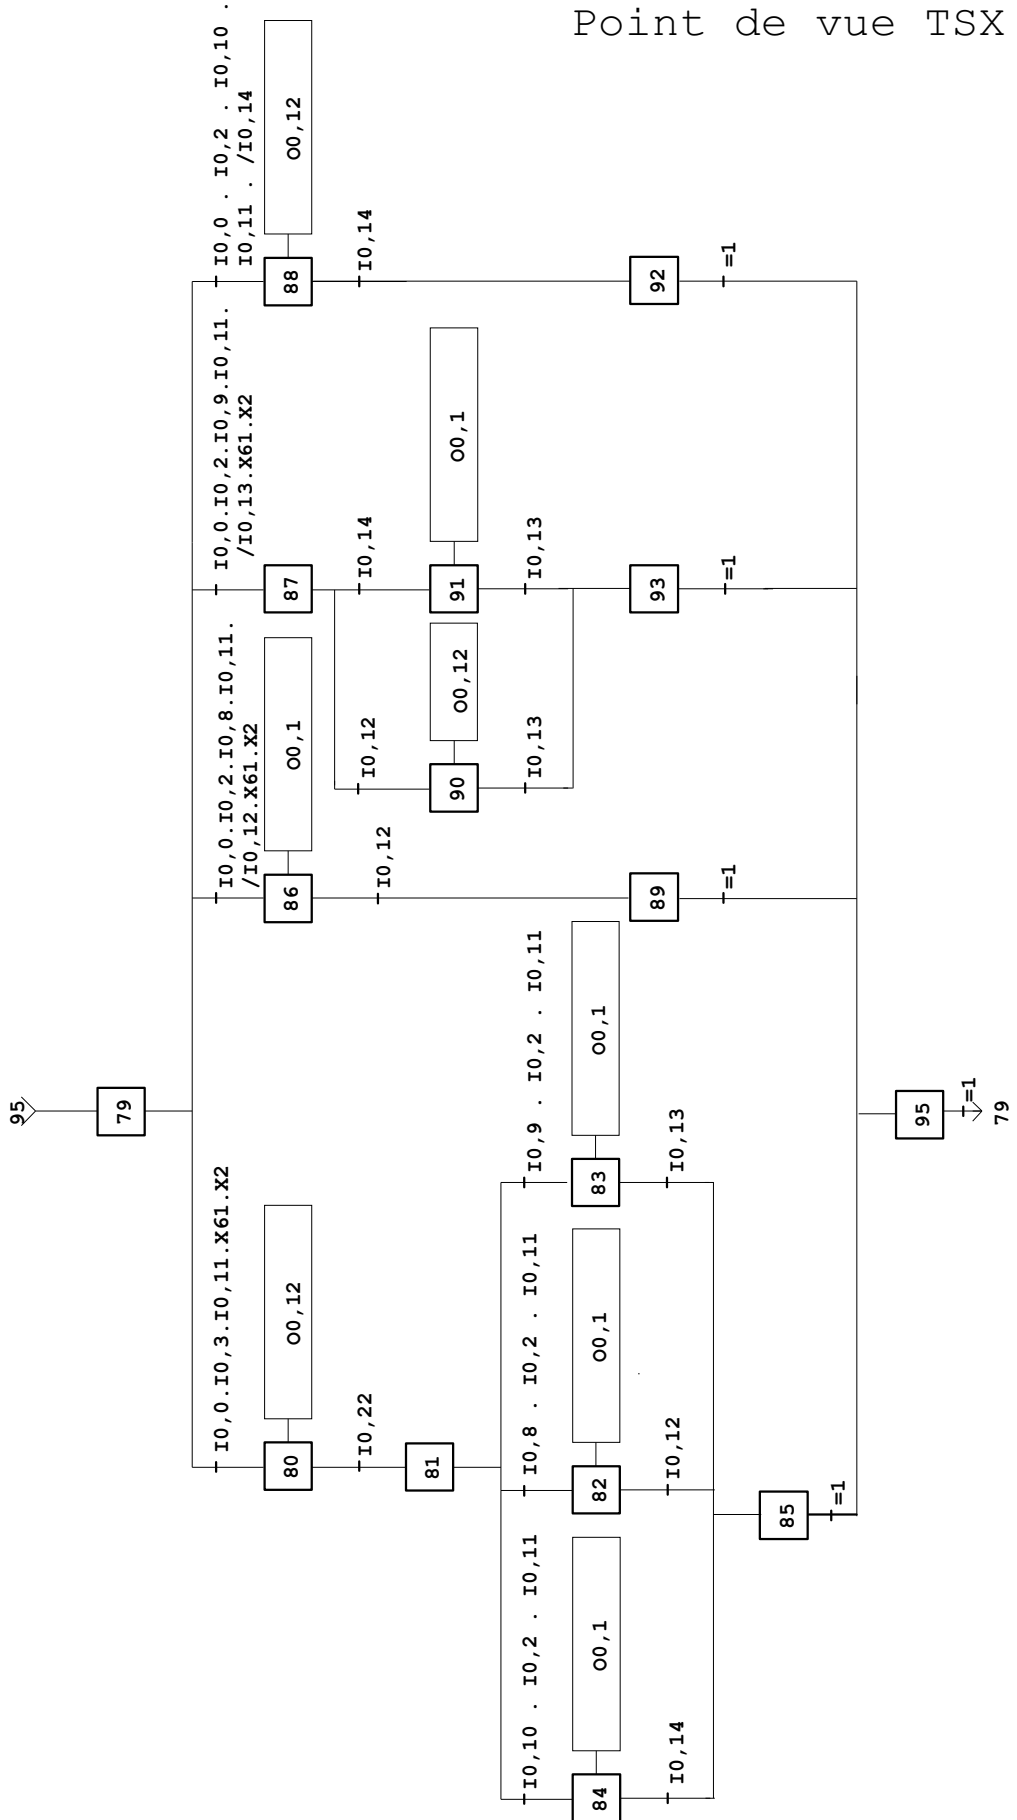 Point de vue TSX
95
79
I0,0.I0,3.I0,11.X61.X2
80
O0,12
I0,22
81
I0,10 . I0,2 . I0,11
84
O0,1
I0,14
I0,8 . I0,2 . I0,11
82
O0,1
I0,12
I0,9 . I0,2 . I0,11
83
O0,1
I0,13
85
=1
I0,0.I0,2.I0,8.I0,11.
/I0,12.X61.X2
86
O0,1
I0,12
89
=1
I0,0.I0,2.I0,9.I0,11.
/I0,13.X61.X2
87
I0,12
90
O0,12
I0,13
I0,14
91
O0,1
I0,13
93
=1
I0,0 . I0,2 . I0,10 .
I0,11 . /I0,14
88
O0,12
I0,14
92
=1
95
=1
79